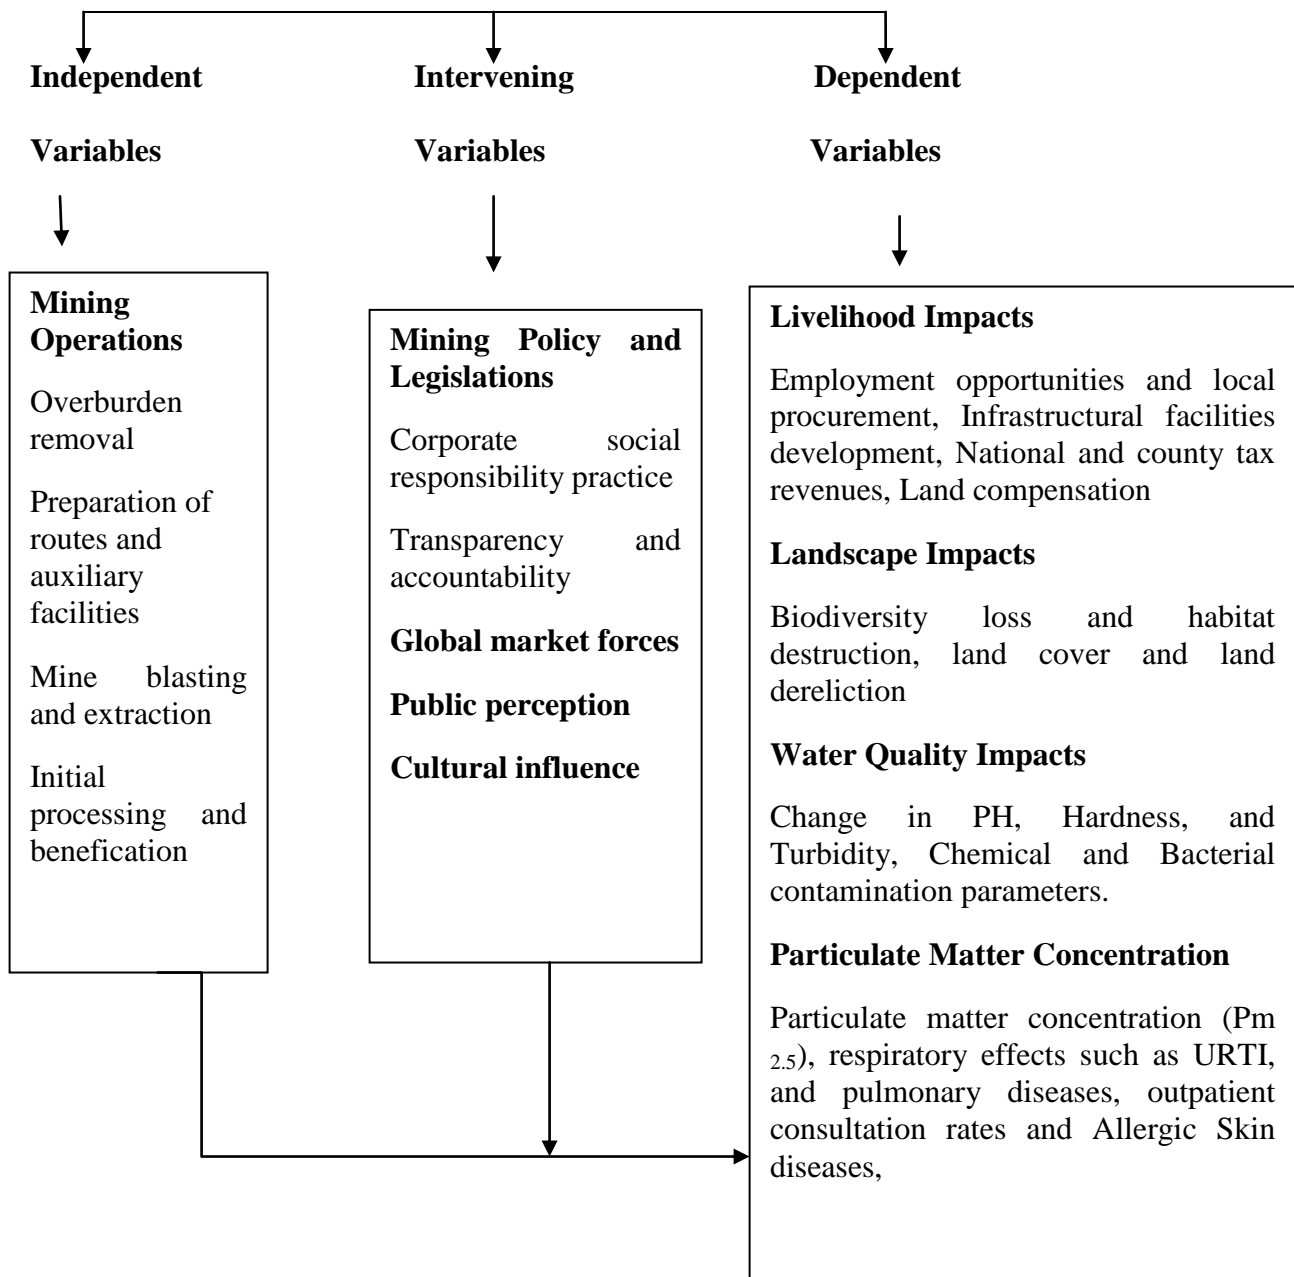 Independent
Variables
Intervening
Variables
Dependent
Variables
Mining
Operations
Overburden
removal
Preparation of
routes and
auxiliary
facilities
Mine blasting
and extraction
Initial
processing and
benefication
Mining Policy and
Legislations
Corporate social
responsibility practice
Transparency and
accountability
Global market forces
Public perception
Cultural influence
Livelihood Impacts
Employment opportunities and local
procurement, Infrastructural facilities
development, National and county tax
revenues, Land compensation
Landscape Impacts
Biodiversity loss and habitat
destruction, land cover and land
dereliction
Water Quality Impacts
Change in PH, Hardness, and
Turbidity, Chemical and Bacterial
contamination parameters.
Particulate Matter Concentration
Particulate matter concentration (Pm
2.5), respiratory effects such as URTI,
and pulmonary diseases, outpatient
consultation rates and Allergic Skin
diseases,